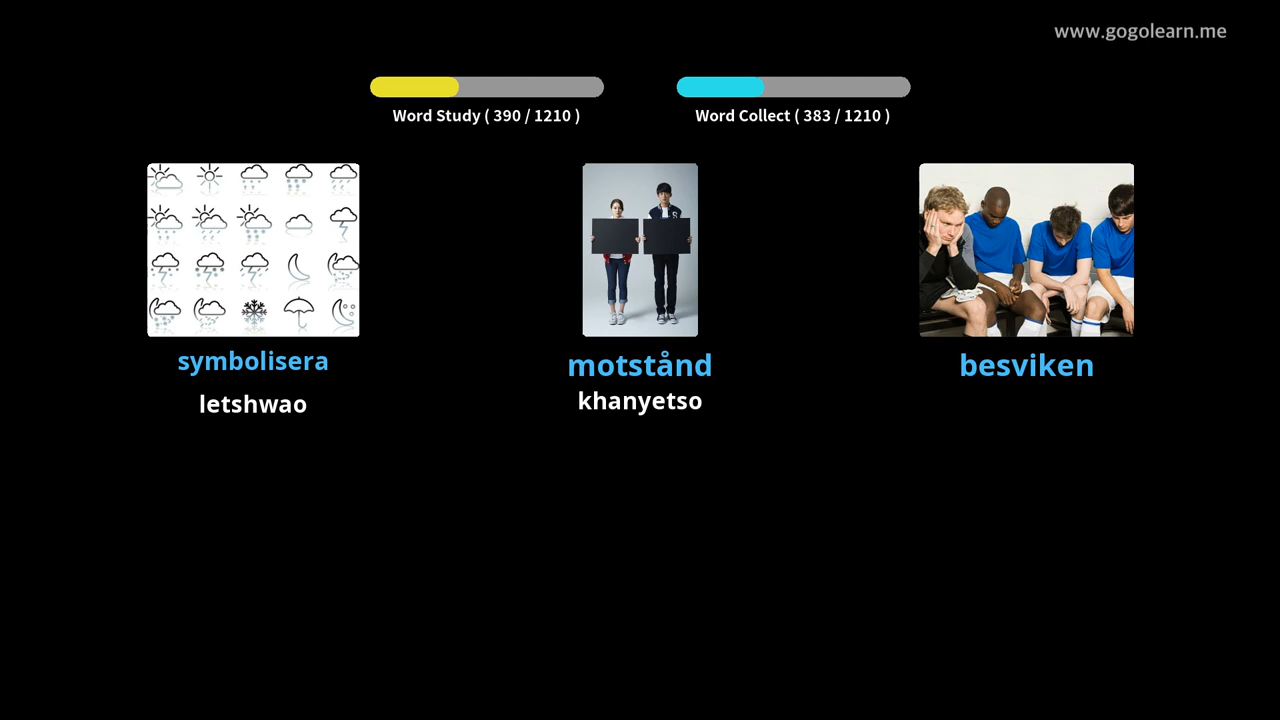 www.gogolearn.me
Word Study ( 390 / 1210 )
Word Collect ( 383 / 1210 )
symbolisera
letshwao
motstånd
khanyetso
besviken